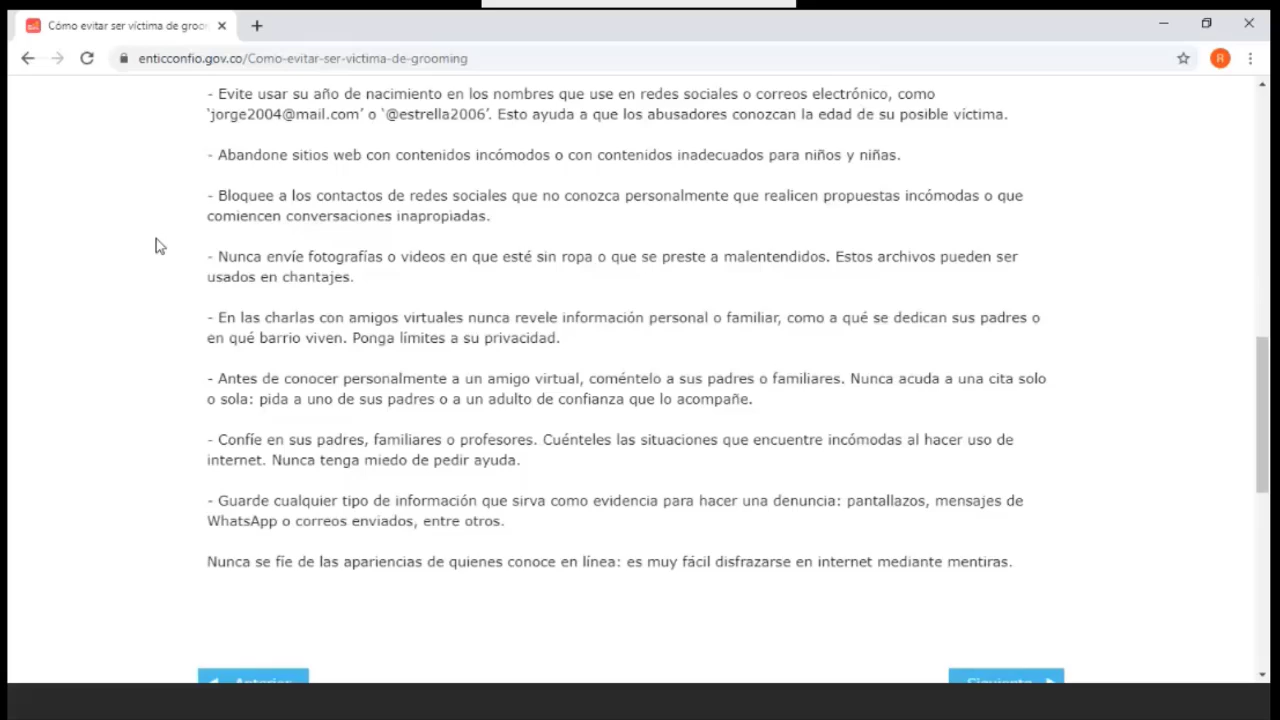 Cómo evitar ser víctima de groo
enticconfio.gov.co/Como-evitar-ser-victima-de-grooming
R
- Evite usar su año de nacimiento en los nombres que use en redes sociales o correos electrónico, como
‘jorge2004@mail.com’ o ‘@estrella2006’. Esto ayuda a que los abusadores conozcan la edad de su posible víctima.
- Abandone sitios web con contenidos incómodos o con contenidos inadecuados para niños y niñas.
- Bloquee a los contactos de redes sociales que no conozca personalmente que realicen propuestas incómodas o que
comiencen conversaciones inapropiadas.
- Nunca envíe fotografías o videos en que esté sin ropa o que se preste a malentendidos. Estos archivos pueden ser
usados en chantajes.
- En las charlas con amigos virtuales nunca revele información personal o familiar, como a qué se dedican sus padres o
en qué barrio viven. Ponga límites a su privacidad.
- Antes de conocer personalmente a un amigo virtual, coméntelo a sus padres o familiares. Nunca acuda a una cita solo
o sola: pida a uno de sus padres o a un adulto de confianza que lo acompañe.
- Confíe en sus padres, familiares o profesores. Cuénteles las situaciones que encuentre incómodas al hacer uso de
internet. Nunca tenga miedo de pedir ayuda.
- Guarde cualquier tipo de información que sirva como evidencia para hacer una denuncia: pantallazos, mensajes de
WhatsApp o correos enviados, entre otros.
Nunca se fíe de las apariencias de quienes conoce en línea: es muy fácil disfrazarse en internet mediante mentiras.
Anterior
Siguiente